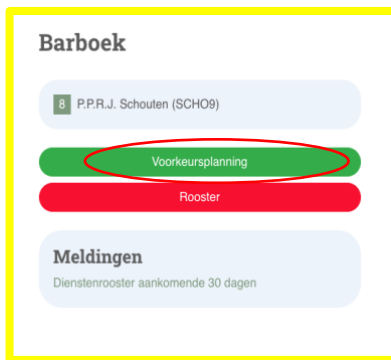 Barboek
8 P.P.R.J. Schouten (SCHO9)
Voorkeursplanning
Rooster
Meldingen
Dienstenrooster aankomende 30 dagen